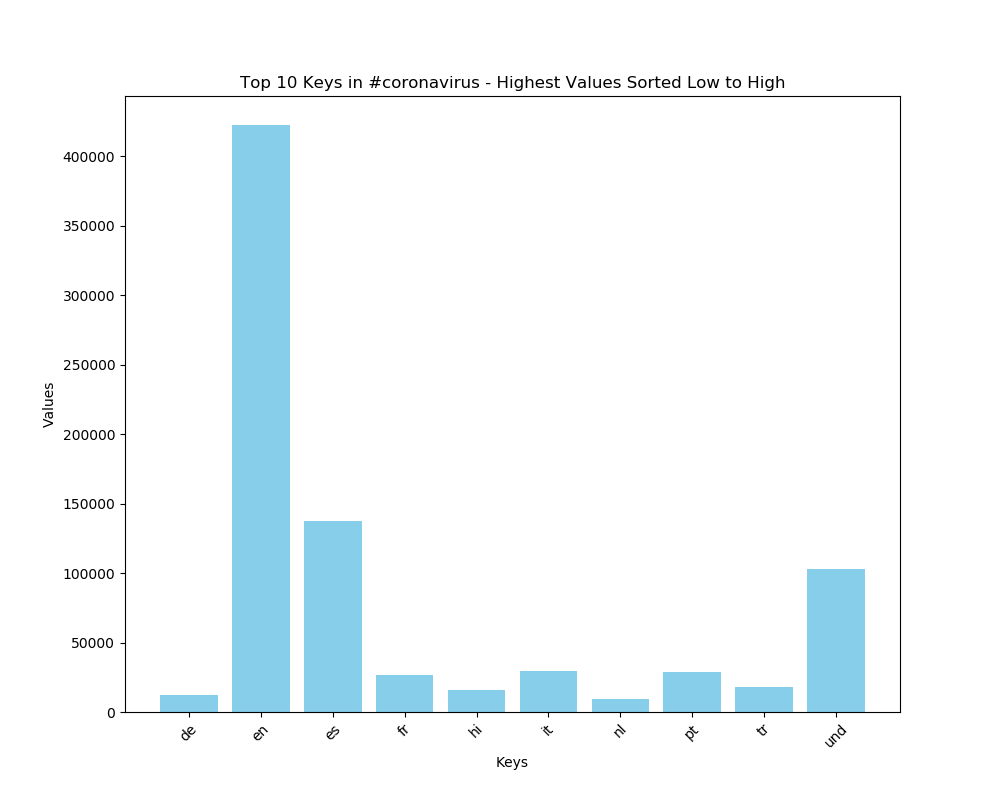 Top 10 Keys in #coronavirus - Highest Values Sorted Low to High
Values
400000
350000
300000
250000
200000
150000
100000
50000
0
de en es fr hi it nl pt tr und
Keys